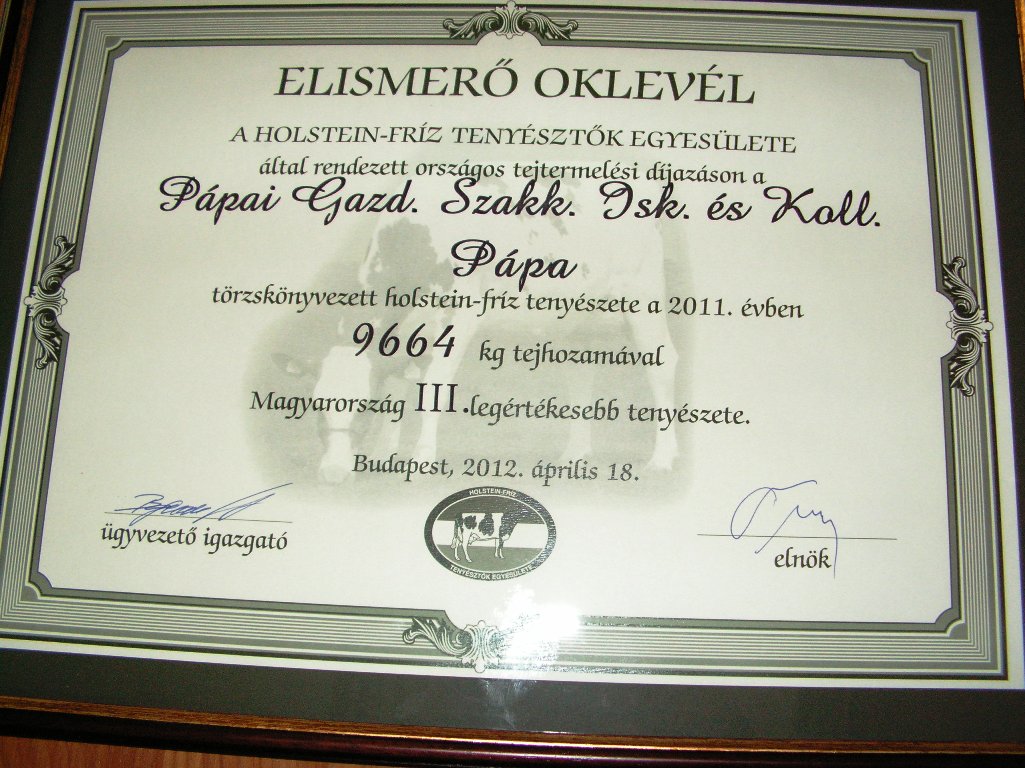 ELISMERŐ OKLEVÉL
A HOLSTEIN-FRÍZ TENYÉSZTŐK EGYESÜLETE
által rendezett országos tejtermelési díjazáson a
Pápai Gazd. Szakk. Isk. és Koll.
Pápa
törzskönyvezett holstein-fríz tenyészete a 2011. évben
9664 kg tejhozamával
Magyarország III. legértékesebb tenyészete.
Budapest, 2012. április 18.
ügyvezető igazgató
HOLSTEIN-FRÍZ
TENYÉSZTŐK EGYESÜLETE
elnök